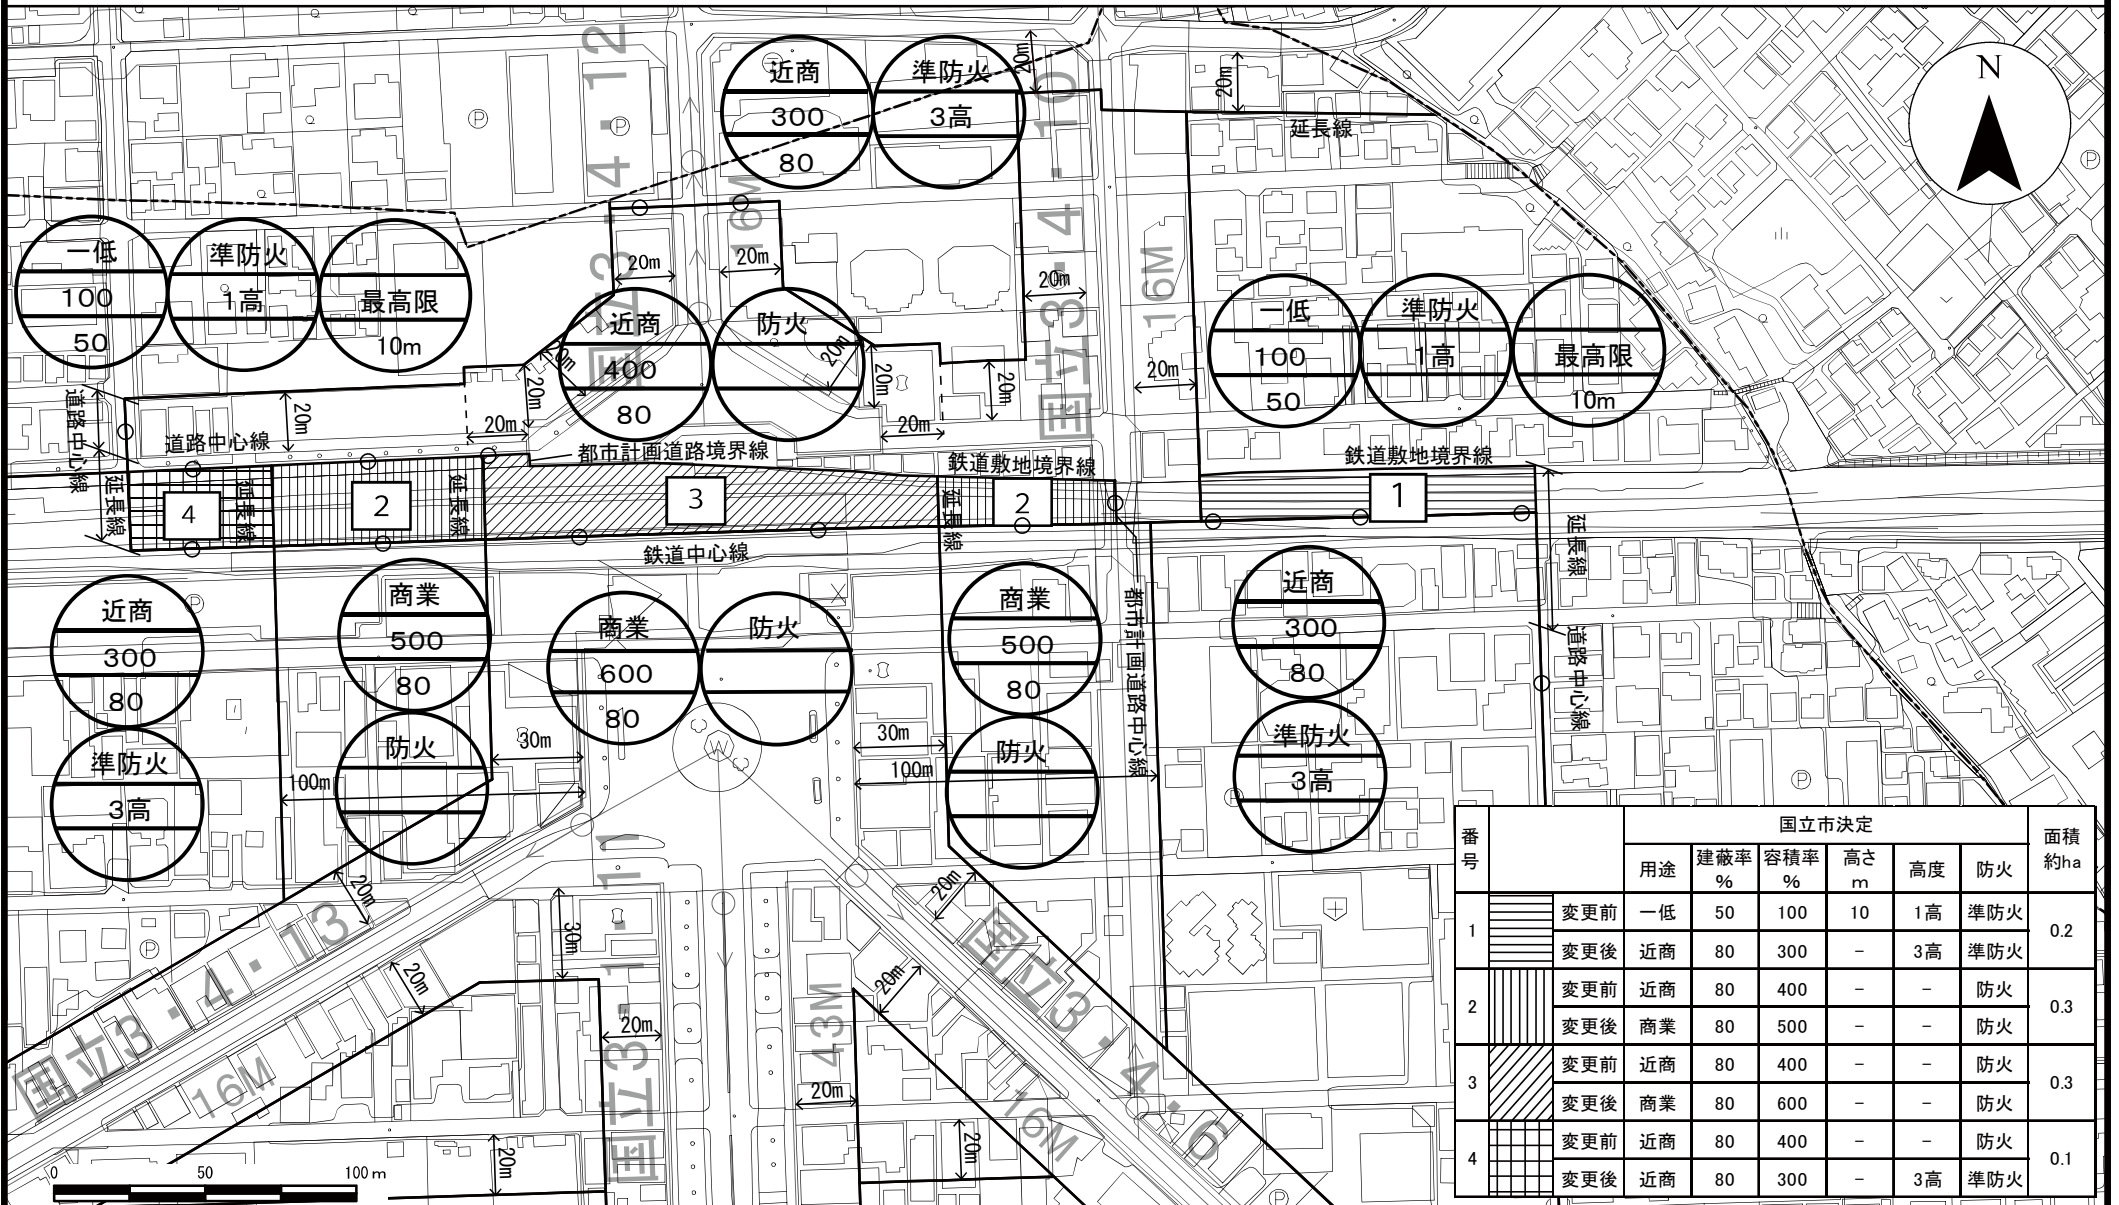 国立3・4・12
16M
近商
300
80
準防火
3高
20m
国立3・4・10
16M
20m
延長線
N
一低
100
50
準防火
1高
最高限
10m
20m
20m
20m
近商
400
80
防火
20m
20m
20m
20m
20m
20m
20m
20m
20m
一低
100
50
準防火
1高
最高限
10m
道路中心線
道路中心線
都市計画道路境界線
鉄道敷地境界線
鉄道敷地境界線
延長線
4
延長線
2
延長線
3
延長線
2
1
延長線
鉄道中心線
近商
300
80
準防火
3高
商業
500
80
防火
商業
600
80
防火
商業
500
80
防火
都市計画道路中心線
近商
300
80
準防火
3高
道路中心線
30m
100m
30m
100m
20m
20m
30m
20m
20m
20m
20m
20m
20m
国立3・4・13
16M
国立3・1・11
43M
国立3・4・6
16M
0 50 100m
番号 国立市決定 面積約ha
用途 建蔽率% 容積率% 高さm 高度 防火
1 変更前 一低 50 100 10 1高 準防火 0.2
変更後 近商 80 300 - 3高 準防火
2 変更前 近商 80 400 - - 防火 0.3
変更後 商業 80 500 - - 防火
3 変更前 近商 80 400 - - 防火 0.3
変更後 商業 80 600 - - 防火
4 変更前 近商 80 400 - - 防火 0.1
変更後 近商 80 300 - 3高 準防火